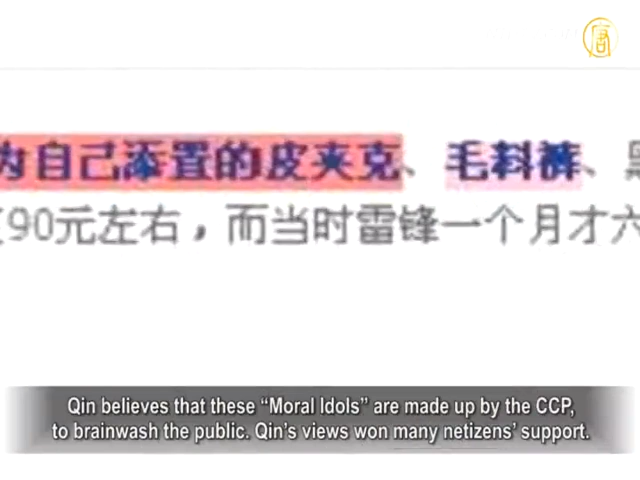 唐
为自己添置的皮夹克、毛料裤、
90元左右，而当时雷锋一个月才六
Qin believes that these “Moral Idols” are made up by the CCP,
to brainwash the public. Qin’s views won many netizens’ support.